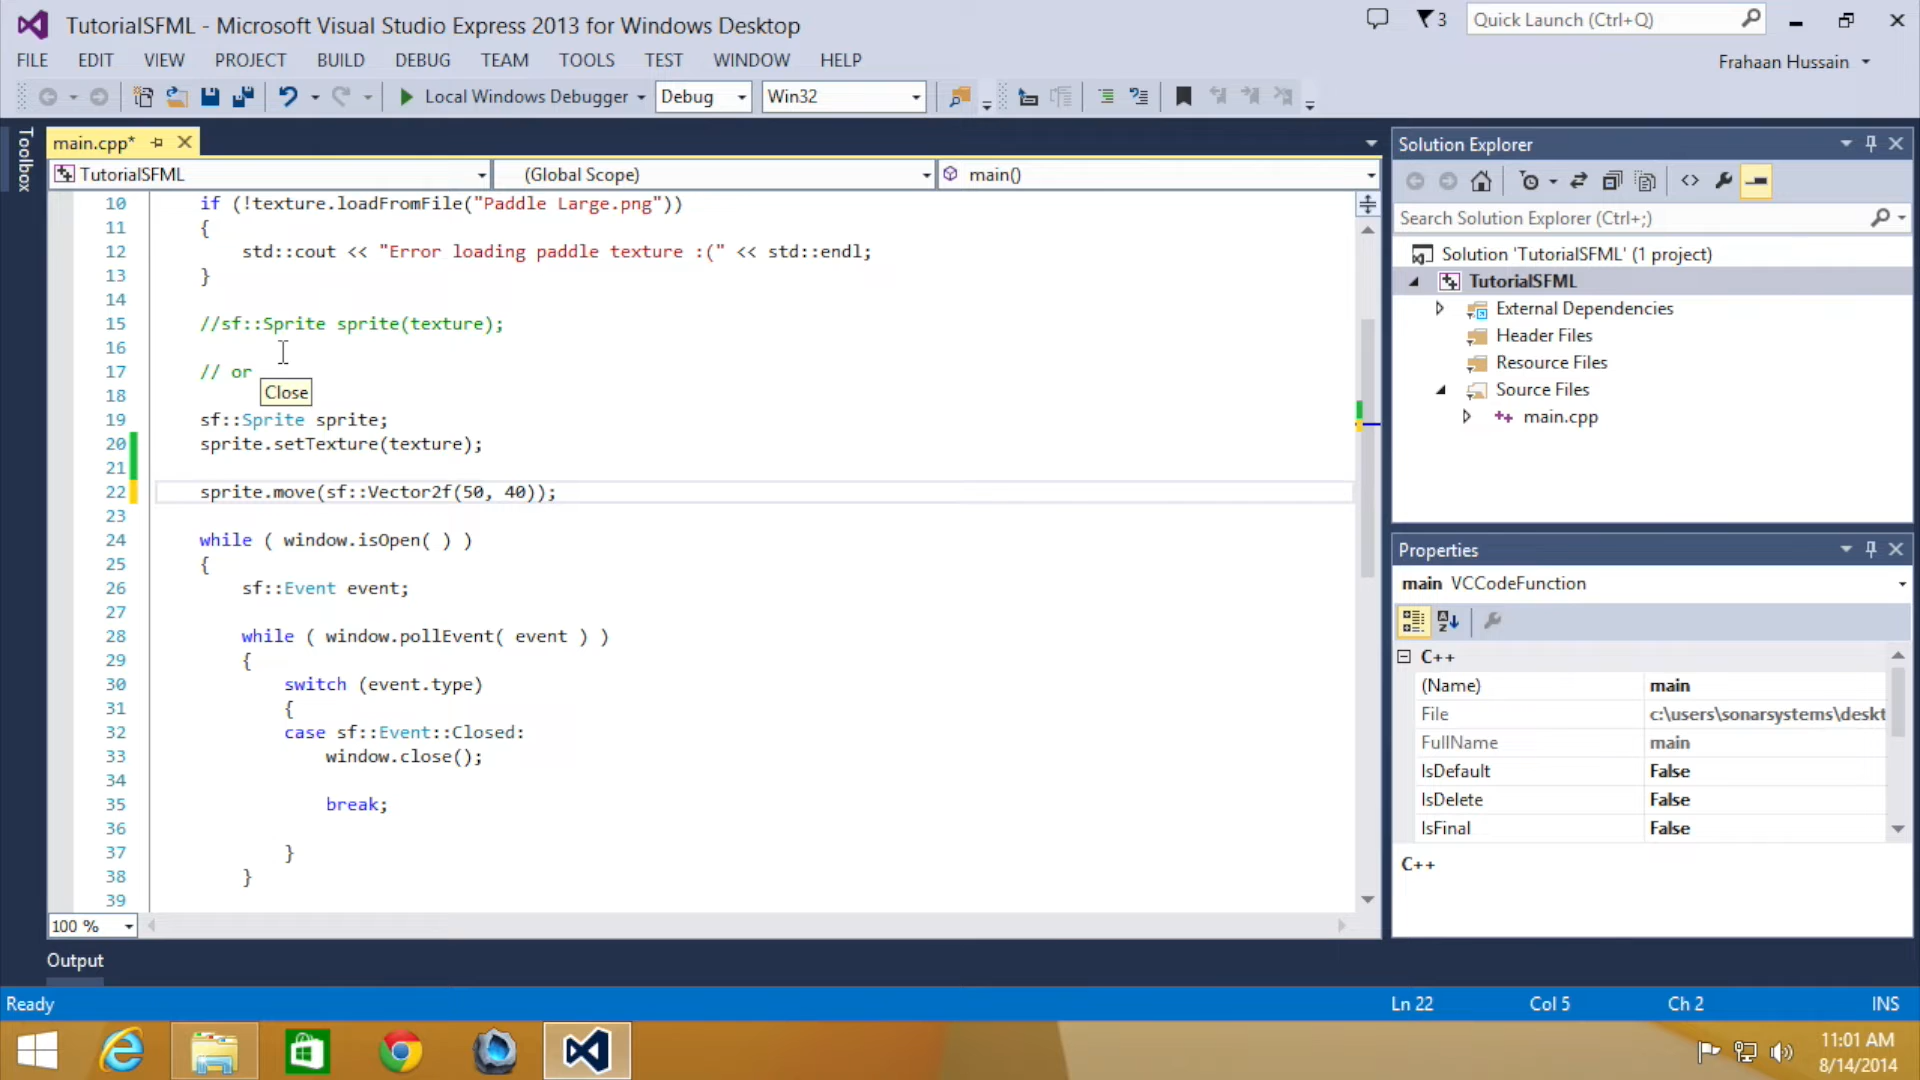 TutorialSFML - Microsoft Visual Studio Express 2013 for Windows Desktop
3
Quick Launch (Ctrl+Q)
FILE EDIT VIEW PROJECT BUILD DEBUG TEAM TOOLS TEST WINDOW HELP
Frahaan Hussain
Local Windows Debugger Debug Win32
Toolbox
main.cpp*
TutorialSFML (Global Scope) main()
10 if (!texture.loadFromFile("Paddle Large.png"))
11 {
12 std::cout << "Error loading paddle texture :(" << std::endl;
13 }
14
15 //sf::Sprite sprite(texture);
16
17 // or
Close
18
19 sf::Sprite sprite;
20 sprite.setTexture(texture);
21
22 sprite.move(sf::Vector2f(50, 40));
23
24 while ( window.isOpen( ) )
25 {
26 sf::Event event;
27
28 while ( window.pollEvent( event ) )
29 {
30 switch (event.type)
31 {
32 case sf::Event::Closed:
33 window.close();
34
35 break;
36
37 }
38 }
39
100 %
Solution Explorer
Search Solution Explorer (Ctrl+;)
Solution 'TutorialSFML' (1 project)
TutorialSFML
External Dependencies
Header Files
Resource Files
Source Files
main.cpp
Properties
main VCCodeFunction
C++
(Name) main
File c:\users\sonarsystems\deskt
FullName main
IsDefault False
IsDelete False
IsFinal False
C++
Output
Ready Ln 22 Col 5 Ch 2 INS
11:01 AM
8/14/2014